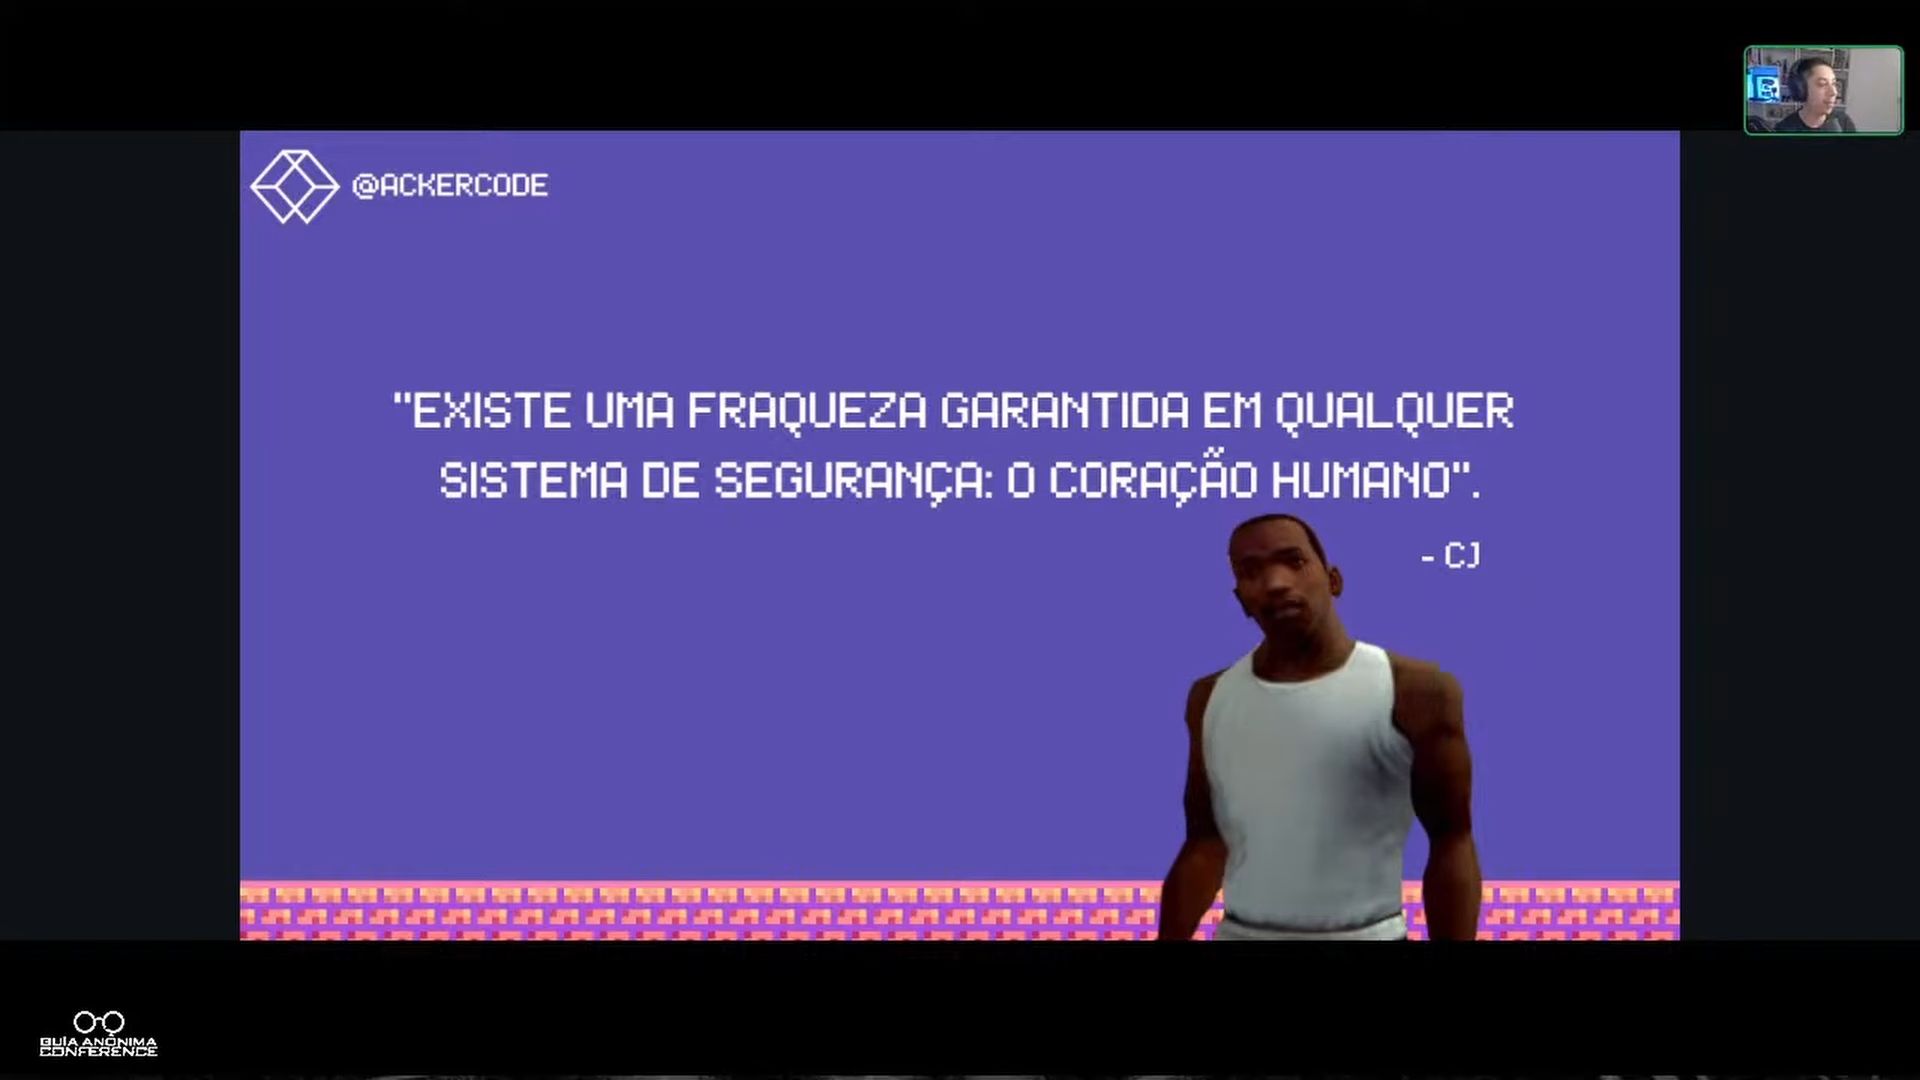 @ACKERCODE
"EXISTE UMA FRAQUEZA GARANTIDA EM QUALQUER
SISTEMA DE SEGURANÇA: O CORAÇÃO HUMANO".
- CJ
GUIA ANÔNIMA
CONFERENCE